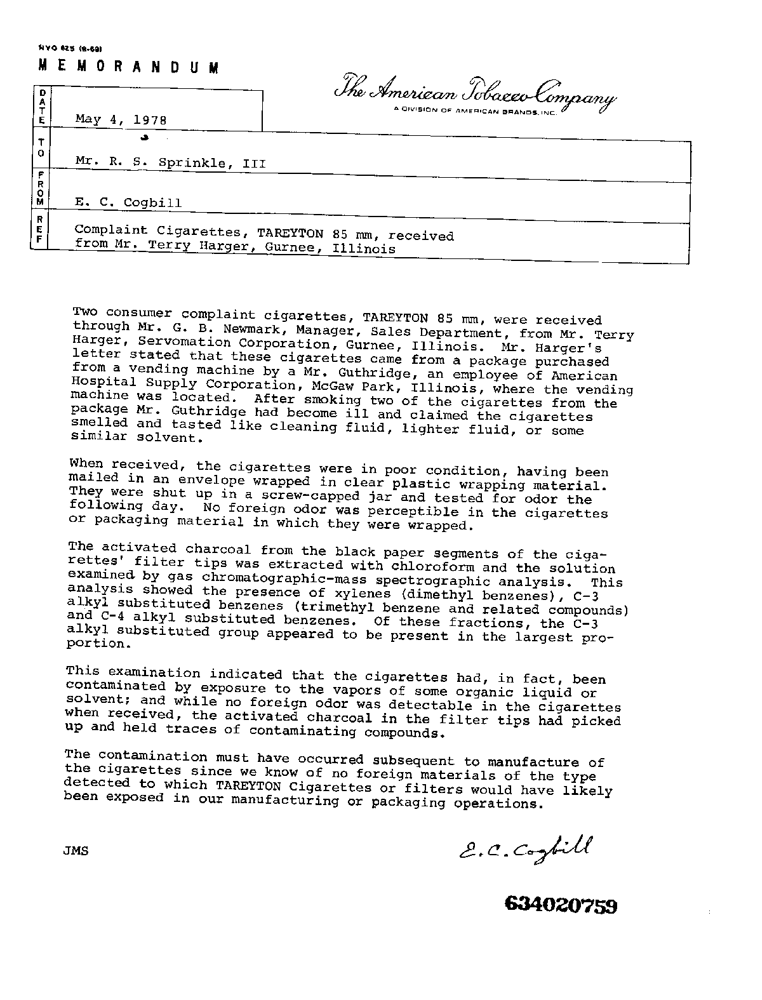 NYO 625 (8-69)
MEMORANDUM
The American Tobacco Company
A DIVISION OF AMERICAN BRANDS, INC.
DATE
May 4, 1978
TO
Mr. R. S. Sprinkle, III
FROM
E. C. Cogbill
REF
Complaint Cigarettes, TAREYTON 85 mm, received
from Mr. Terry Harger, Gurnee, Illinois
Two consumer complaint cigarettes, TAREYTON 85 mm, were received
through Mr. G. B. Newmark, Manager, Sales Department, from Mr. Terry
Harger, Servomation Corporation, Gurnee, Illinois. Mr. Harger's
letter stated that these cigarettes came from a package purchased
from a vending machine by a Mr. Guthridge, an employee of American
Hospital Supply Corporation, McGaw Park, Illinois, where the vending
machine was located. After smoking two of the cigarettes from the
package Mr. Guthridge had become ill and claimed the cigarettes
smelled and tasted like cleaning fluid, lighter fluid, or some
similar solvent.
When received, the cigarettes were in poor condition, having been
mailed in an envelope wrapped in clear plastic wrapping material.
They were shut up in a screw-capped jar and tested for odor the
following day. No foreign odor was perceptible in the cigarettes
or packaging material in which they were wrapped.
The activated charcoal from the black paper segments of the ciga-
rettes' filter tips was extracted with chloroform and the solution
examined by gas chromatographic-mass spectrographic analysis. This
analysis showed the presence of xylenes (dimethyl benzenes), C-3
alkyl substituted benzenes (trimethyl benzene and related compounds)
and C-4 alkyl substituted benzenes. Of these fractions, the C-3
alkyl substituted group appeared to be present in the largest pro-
portion.
This examination indicated that the cigarettes had, in fact, been
contaminated by exposure to the vapors of some organic liquid or
solvent; and while no foreign odor was detectable in the cigarettes
when received, the activated charcoal in the filter tips had picked
up and held traces of contaminating compounds.
The contamination must have occurred subsequent to manufacture of
the cigarettes since we know of no foreign materials of the type
detected to which TAREYTON Cigarettes or filters would have likely
been exposed in our manufacturing or packaging operations.
JMS
E. C. Cogbill
634020759